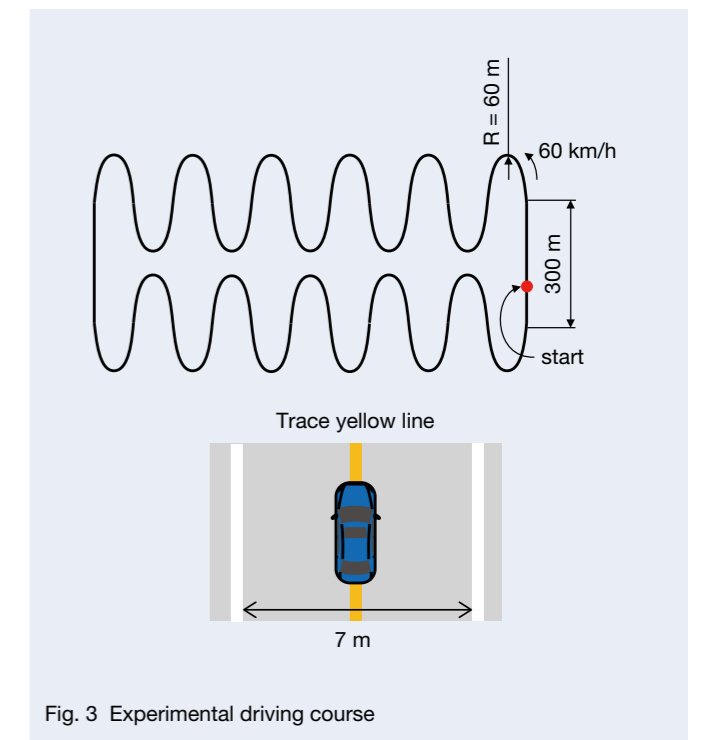 R = 60 m
60 km/h
300 m
start
Trace yellow line
7 m
Fig. 3 Experimental driving course